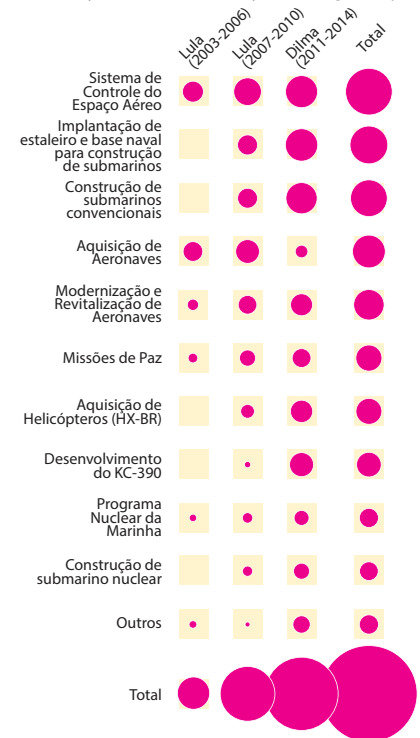 Lula
(2003-2006)
Lula
(2007-2010)
Dilma
(2011-2014)
Total
Sistema de
Controle do
Espaço Aéreo
Implantação de
estaleiro e base naval
para construção
de submarinos
Construção de
submarinos
convencionais
Aquisição de
Aeronaves
Modernização e
Revitalização de
Aeronaves
Missões de Paz
Aquisição de
Helicópteros (HX-BR)
Desenvolvimento
do KC-390
Programa
Nuclear da
Marinha
Construção de
submarino nuclear
Outros
Total